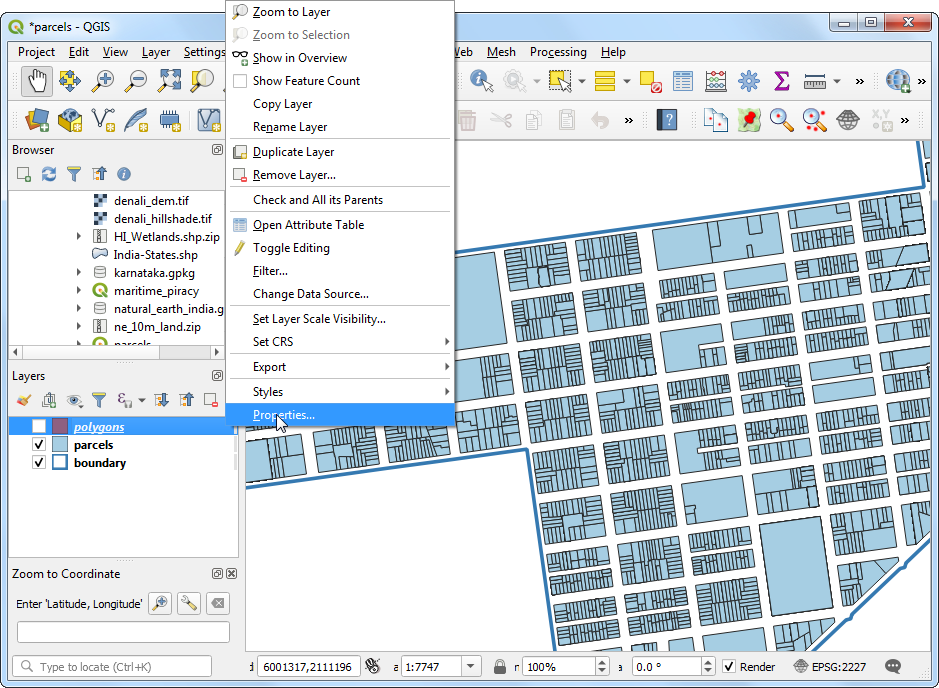 *parcels - QGIS
Project Edit View Layer Settings Web Mesh Processing Help
Zoom to Layer
Zoom to Selection
Show in Overview
Show Feature Count
Copy Layer
Rename Layer
Duplicate Layer
Remove Layer...
Check and All its Parents
Open Attribute Table
Toggle Editing
Filter...
Change Data Source...
Set Layer Scale Visibility...
Set CRS
Export
Styles
Properties...
X,Y
Browser
denali_dem.tif
denali_hillshade.tif
HI_Wetlands.shp.zip
India-States.shp
karnataka.gpkg
maritime_piracy
natural_earth_india.g
ne_10m_land.zip
parcels
Layers
polygons
parcels
boundary
Zoom to Coordinate
Enter 'Latitude, Longitude'
Type to locate (Ctrl+K)
6001317,2111196
1:7747
100%
0.0 °
Render
EPSG:2227